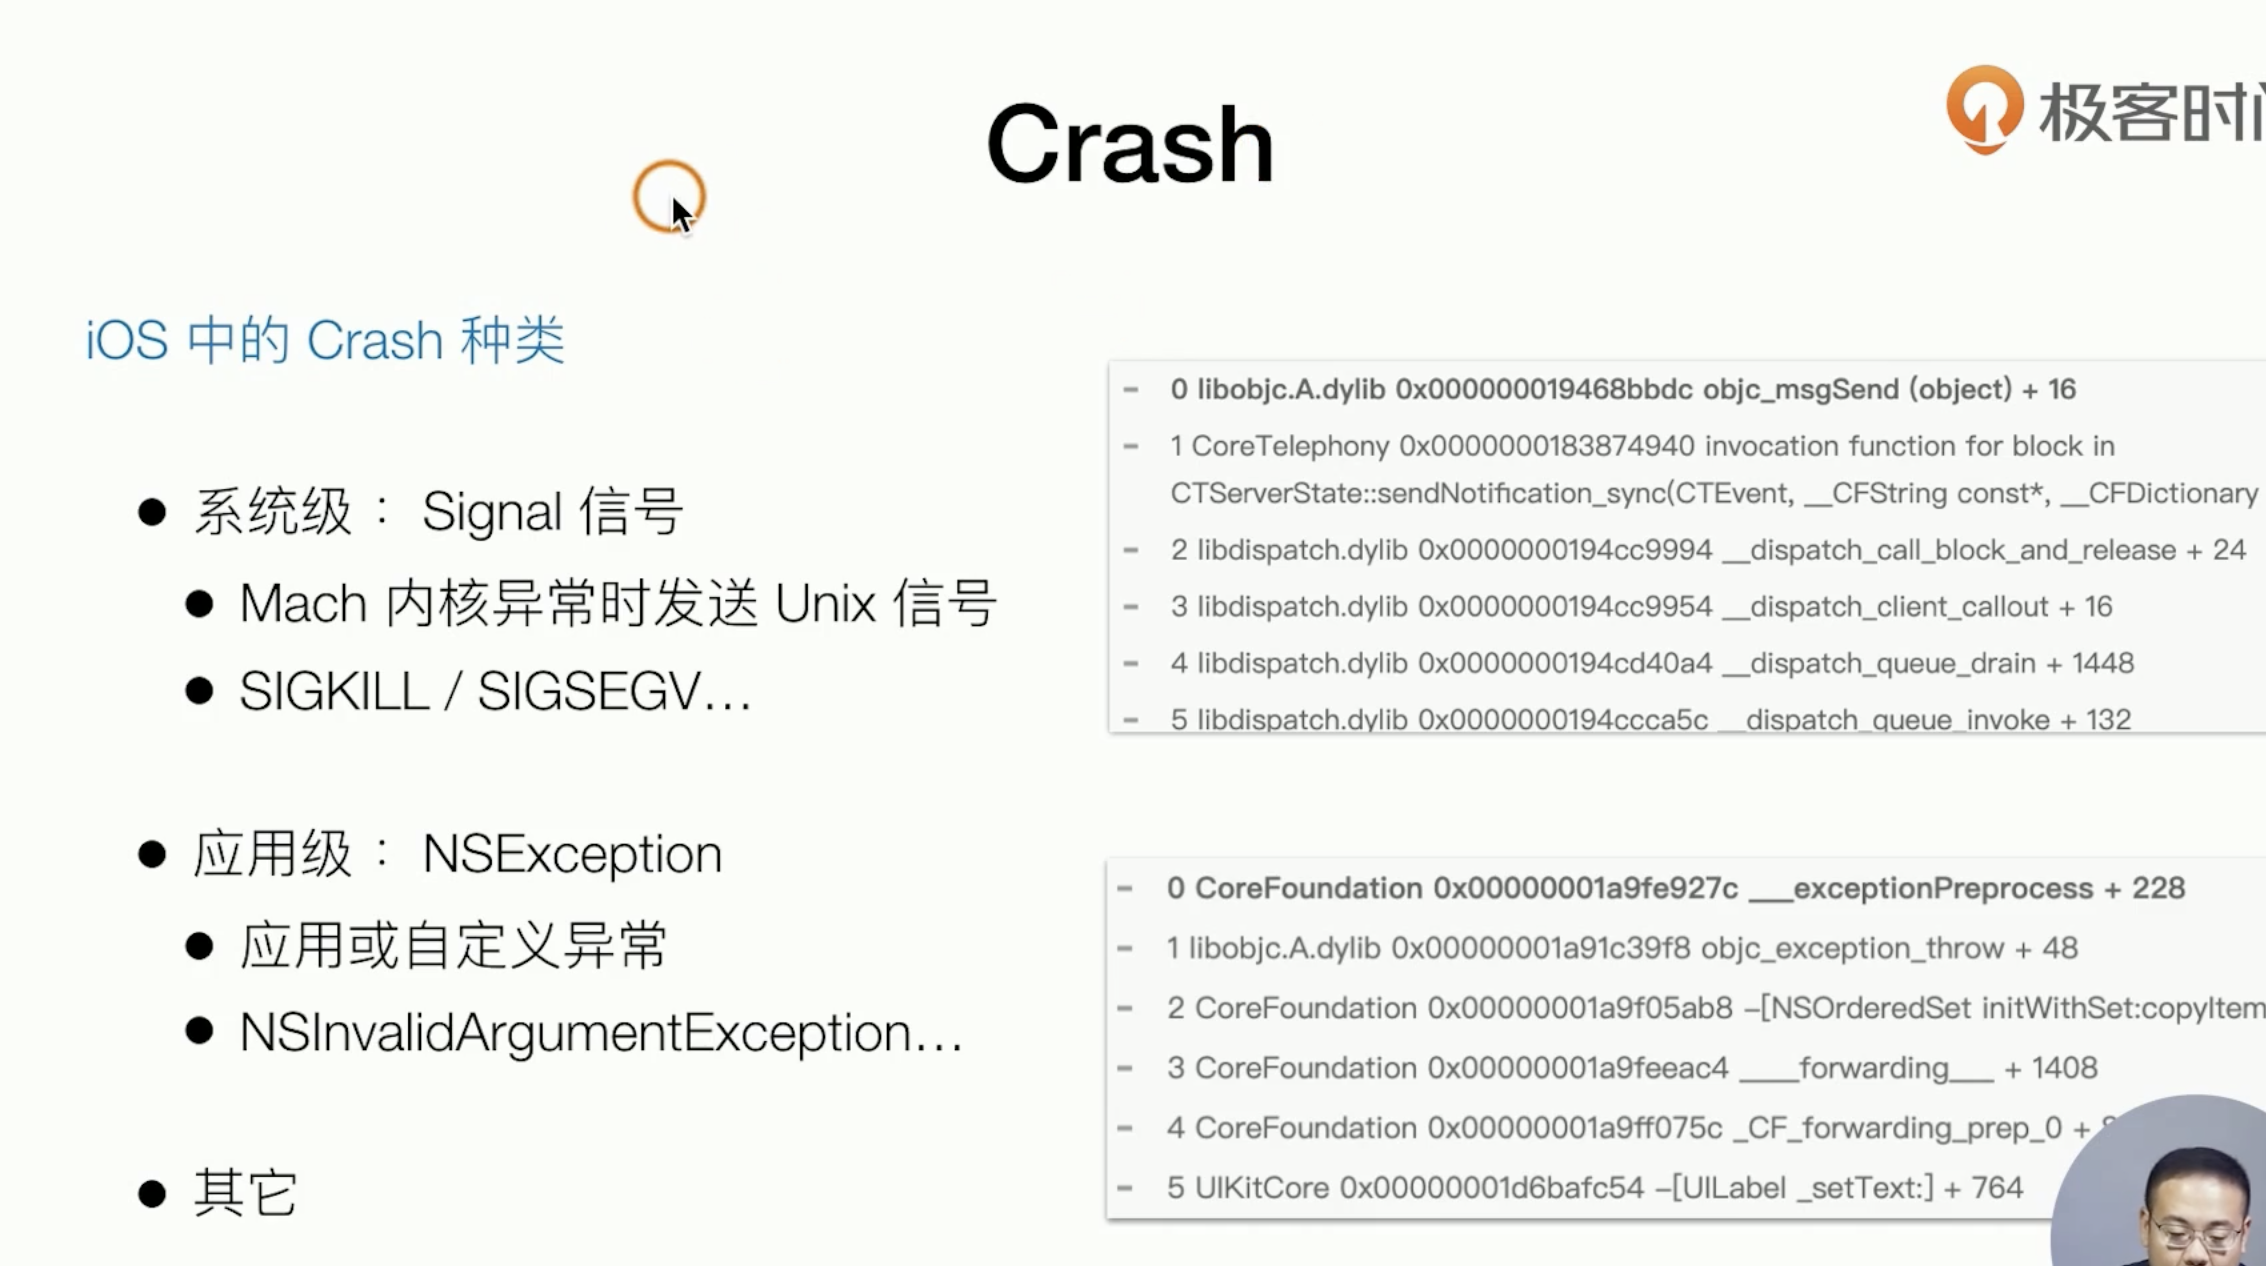 Crash
极客时间
iOS 中的 Crash 种类
系统级： Signal 信号
Mach 内核异常时发送 Unix 信号
SIGKILL / SIGSEGV…
应用级： NSException
应用或自定义异常
NSInvalidArgumentException…
其它
0 libobjc.A.dylib 0x000000019468bbdc objc_msgSend (object) + 16
1 CoreTelephony 0x0000000183874940 invocation function for block in
CTServerState::sendNotification_sync(CTEvent, __CFString const*, __CFDictionary
2 libdispatch.dylib 0x0000000194cc9994 __dispatch_call_block_and_release + 24
3 libdispatch.dylib 0x0000000194cc9954 __dispatch_client_callout + 16
4 libdispatch.dylib 0x0000000194cd40a4 __dispatch_queue_drain + 1448
5 libdispatch.dylib 0x0000000194ccca5c __dispatch_queue_invoke + 132
0 CoreFoundation 0x00000001a9fe927c ___exceptionPreprocess + 228
1 libobjc.A.dylib 0x00000001a91c39f8 objc_exception_throw + 48
2 CoreFoundation 0x00000001a9f05ab8 -[NSOrderedSet initWithSet:copyItem
3 CoreFoundation 0x00000001a9feeac4 ____forwarding___ + 1408
4 CoreFoundation 0x00000001a9ff075c _CF_forwarding_prep_0 +
5 UIKitCore 0x00000001d6bafc54 -[UILabel _setText:] + 764